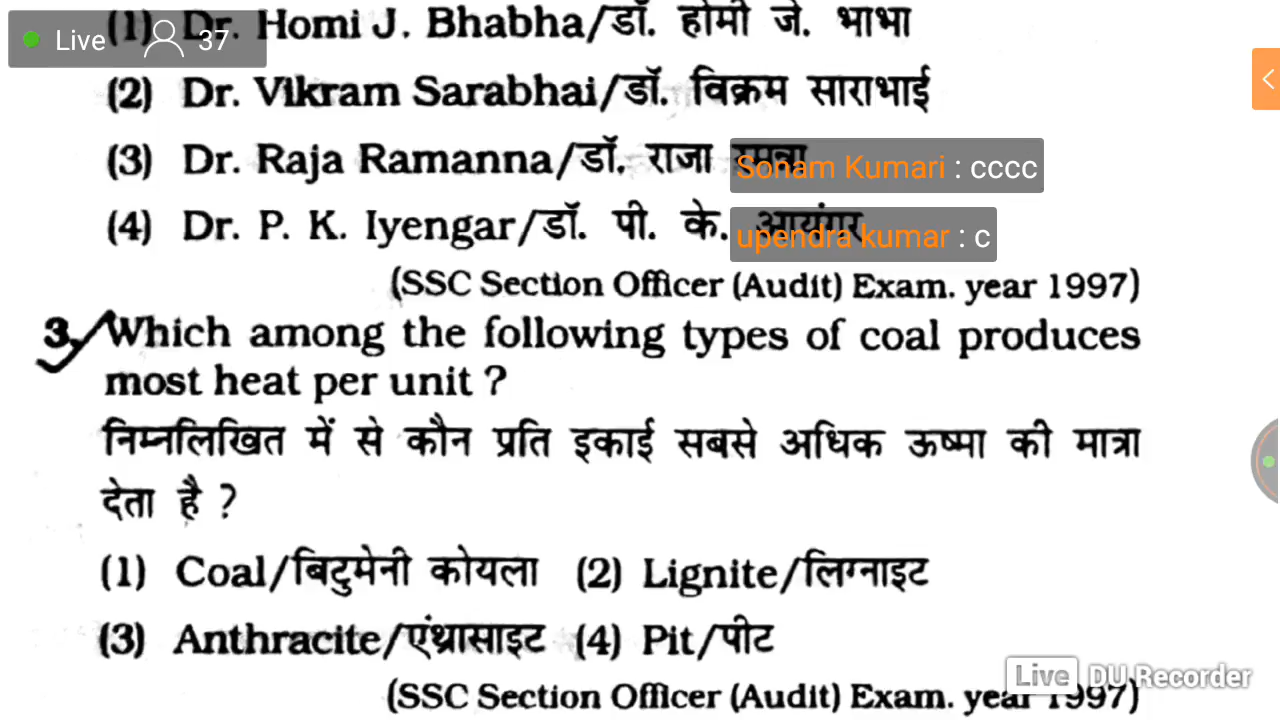 Live 37
(1) Dr. Homi J. Bhabha/डॉ. होमी जे. भाभा
(2) Dr. Vikram Sarabhai/डॉ. विक्रम साराभाई
(3) Dr. Raja Ramanna/डॉ. राजा रमन्ना
Sonam Kumari : cccc
(4) Dr. P. K. Iyengar/डॉ. पी. के. आयंगर
upendra kumar : c
(SSC Section Officer (Audit) Exam. year 1997)
3. Which among the following types of coal produces
most heat per unit ?
निम्नलिखित में से कौन प्रति इकाई सबसे अधिक ऊष्मा की मात्रा
देता है ?
(1) Coal/बिटुमेनी कोयला (2) Lignite/लिग्नाइट
(3) Anthracite/एंथ्रासाइट (4) Pit/पीट
Live DU Recorder
(SSC Section Officer (Audit) Exam. year 1997)